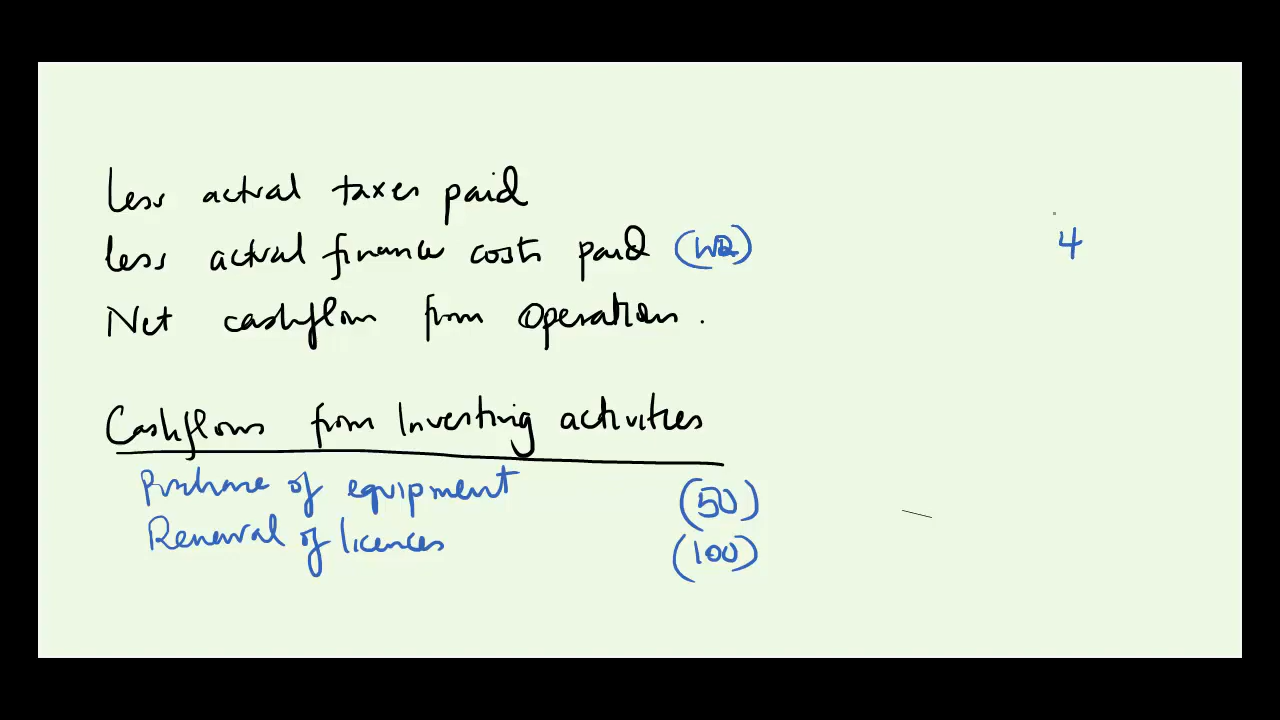 Less actual taxes paid
less actual finance costs paid (W2) 4
Net cashflow from Operation.
Cashflows from Investing activities
Purchase of equipment (50)
Renewal of licences (100)